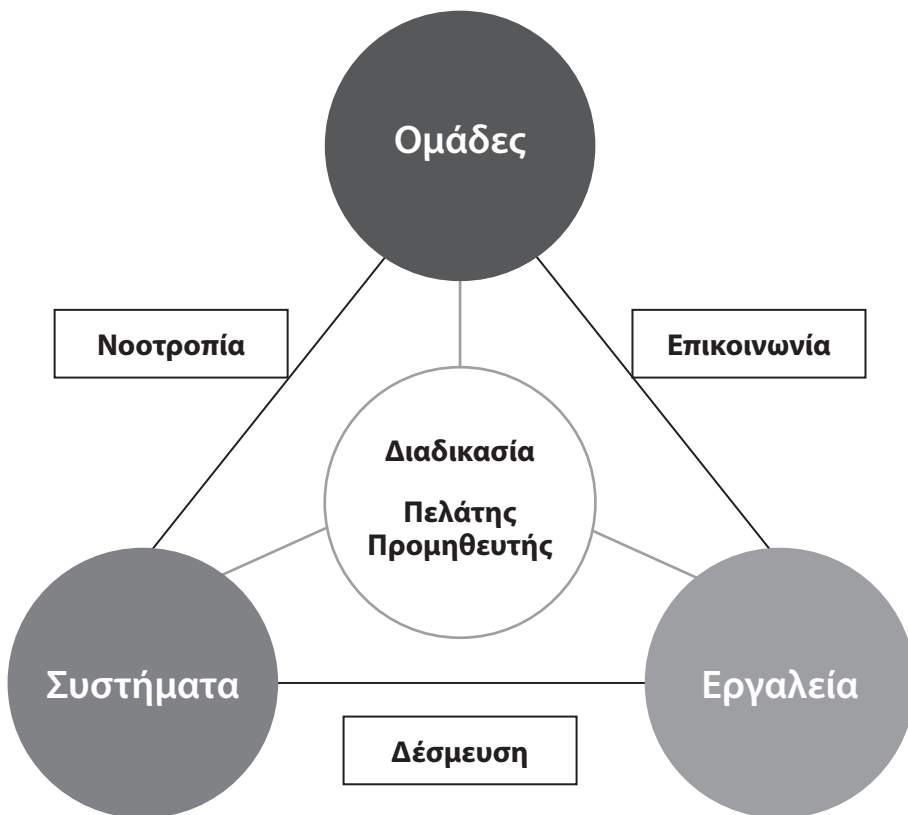 Ομάδες
Νοοτροπία
Επικοινωνία
Διαδικασία
Πελάτης
Προμηθευτής
Συστήματα
Εργαλεία
Δέσμευση